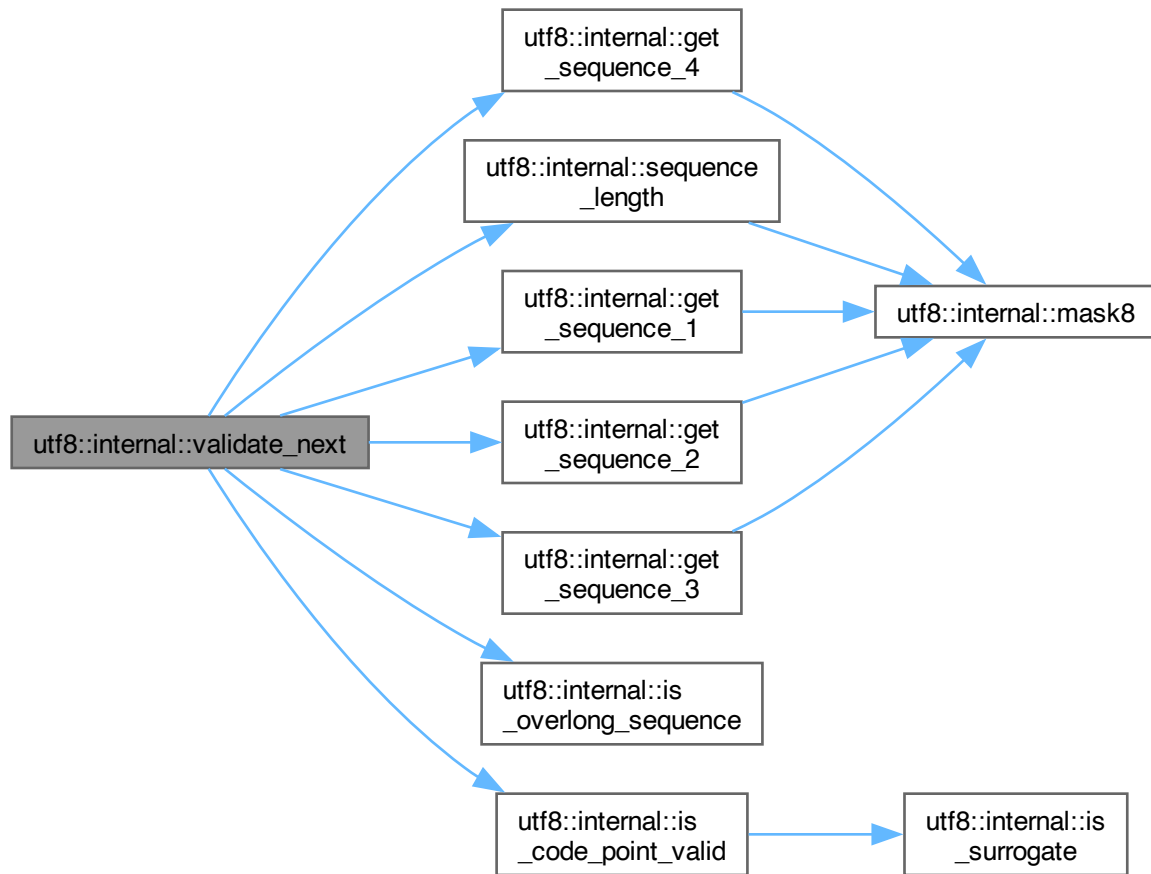 utf8::internal::get
_sequence_4
utf8::internal::sequence
_length
utf8::internal::get
_sequence_1
utf8::internal::mask8
utf8::internal::validate_next
utf8::internal::get
_sequence_2
utf8::internal::get
_sequence_3
utf8::internal::is
_overlong_sequence
utf8::internal::is
_code_point_valid
utf8::internal::is
_surrogate